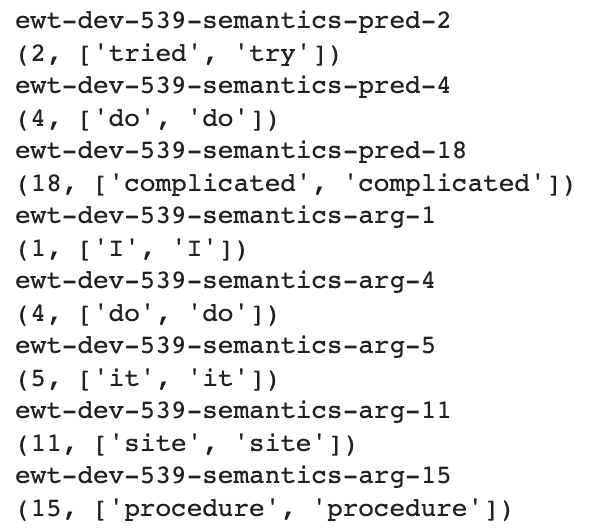 ewt-dev-539-semantics-pred-2
(2, ['tried', 'try'])
ewt-dev-539-semantics-pred-4
(4, ['do', 'do'])
ewt-dev-539-semantics-pred-18
(18, ['complicated', 'complicated'])
ewt-dev-539-semantics-arg-1
(1, ['I', 'I'])
ewt-dev-539-semantics-arg-4
(4, ['do', 'do'])
ewt-dev-539-semantics-arg-5
(5, ['it', 'it'])
ewt-dev-539-semantics-arg-11
(11, ['site', 'site'])
ewt-dev-539-semantics-arg-15
(15, ['procedure', 'procedure'])